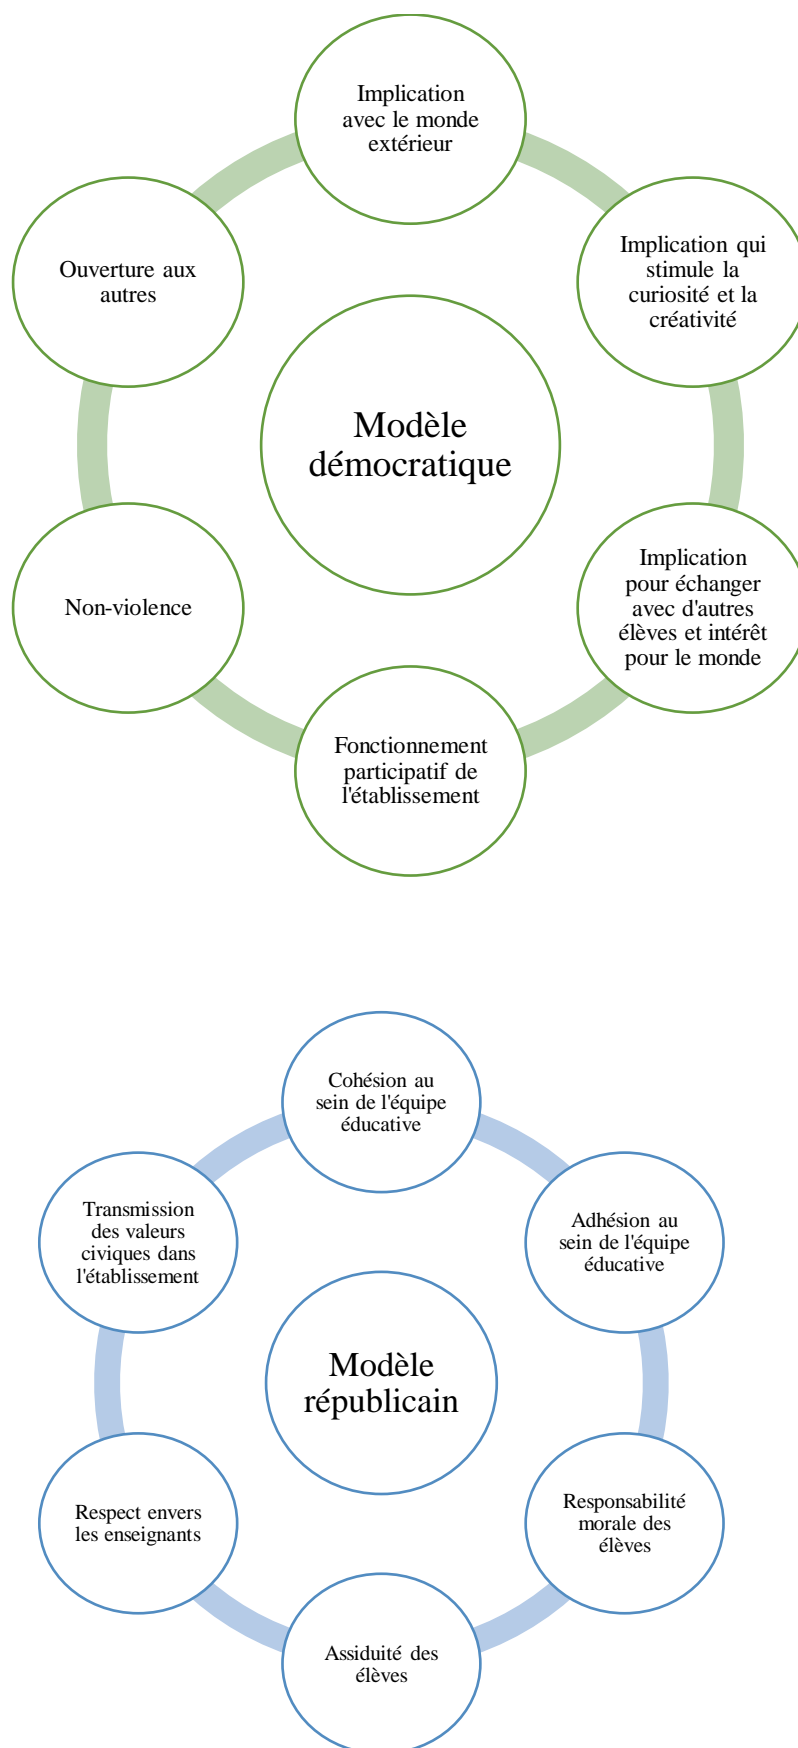 Implication
avec le monde
extérieur
Implication qui
stimule la
curiosité et la
créativité
Ouverture aux
autres
Modèle
démocratique
Implication
pour échanger
avec d'autres
élèves et intérêt
pour le monde
Non-violence
Fonctionnement
participatif de
l'établissement
Cohésion au
sein de l'équipe
éducative
Transmission
des valeurs
civiques dans
l'établissement
Adhésion au
sein de l'équipe
éducative
Modèle
républicain
Respect envers
les enseignants
Responsabilité
morale des
élèves
Assiduité des
élèves